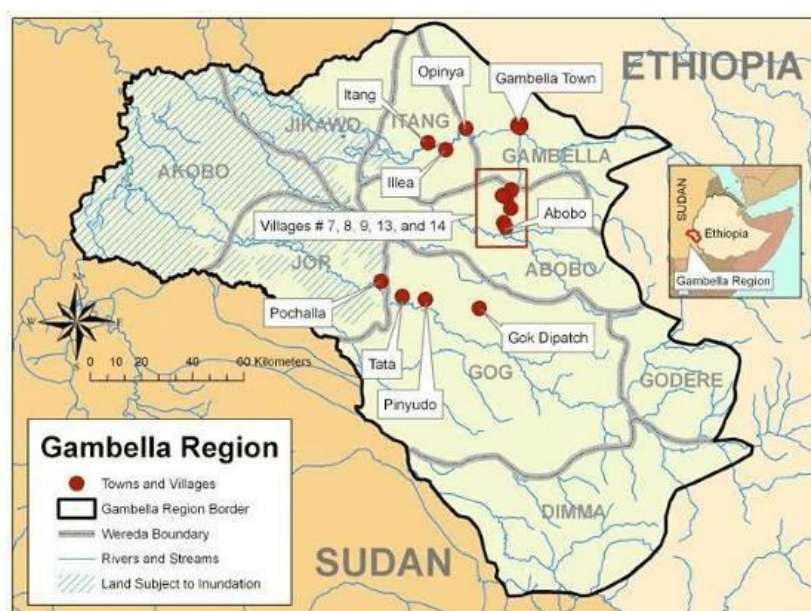 ETHIOPIA
Opinya
Gambella Town
Itang
JIKAWO
ITANG
GAMBELLA
AKOBO
Illea
Villages # 7, 8, 9, 13, and 14
Abobo
ABOBO
JOR
Pochalla
Tata
Pinyudo
Gok Dipatch
GOG
GODERE
DIMMA
SUDAN
SUDAN
Ethiopia
Gambella Region
N
W
E
S
0 10 20 40 60 Kilometers
Gambella Region
Towns and Villages
Gambella Region Border
Wereda Boundary
Rivers and Streams
Land Subject to Inundation